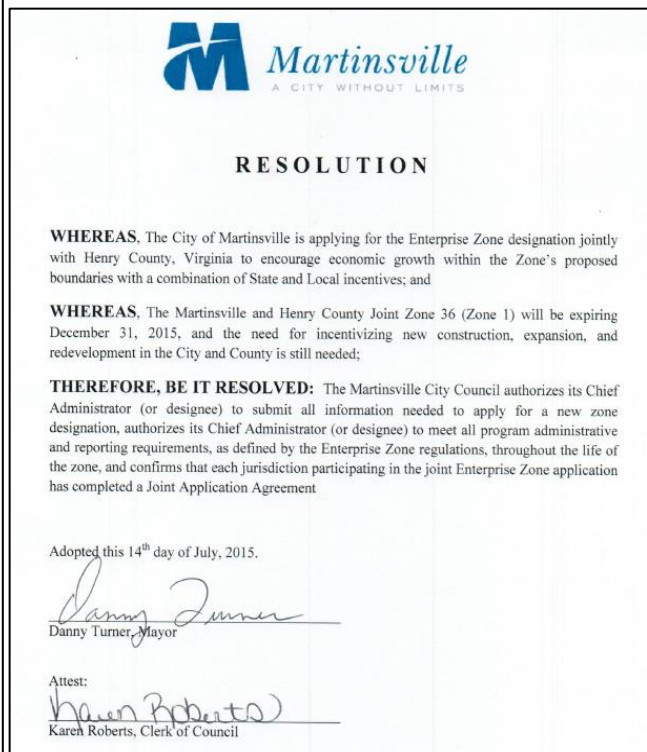 Martinsville
A CITY WITHOUT LIMITS
RESOLUTION
WHEREAS, The City of Martinsville is applying for the Enterprise Zone designation jointly
with Henry County, Virginia to encourage economic growth within the Zone's proposed
boundaries with a combination of State and Local incentives; and
WHEREAS, The Martinsville and Henry County Joint Zone 36 (Zone 1) will be expiring
December 31, 2015, and the need for incentivizing new construction, expansion, and
redevelopment in the City and County is still needed;
THEREFORE, BE IT RESOLVED: The Martinsville City Council authorizes its Chief
Administrator (or designee) to submit all information needed to apply for a new zone
designation, authorizes its Chief Administrator (or designee) to meet all program administrative
and reporting requirements, as defined by the Enterprise Zone regulations, throughout the life of
the zone, and confirms that each jurisdiction participating in the joint Enterprise Zone application
has completed a Joint Application Agreement
Adopted this 14th day of July, 2015.
Danny Turner
Danny Turner, Mayor
Attest:
Karen Roberts
Karen Roberts, Clerk of Council